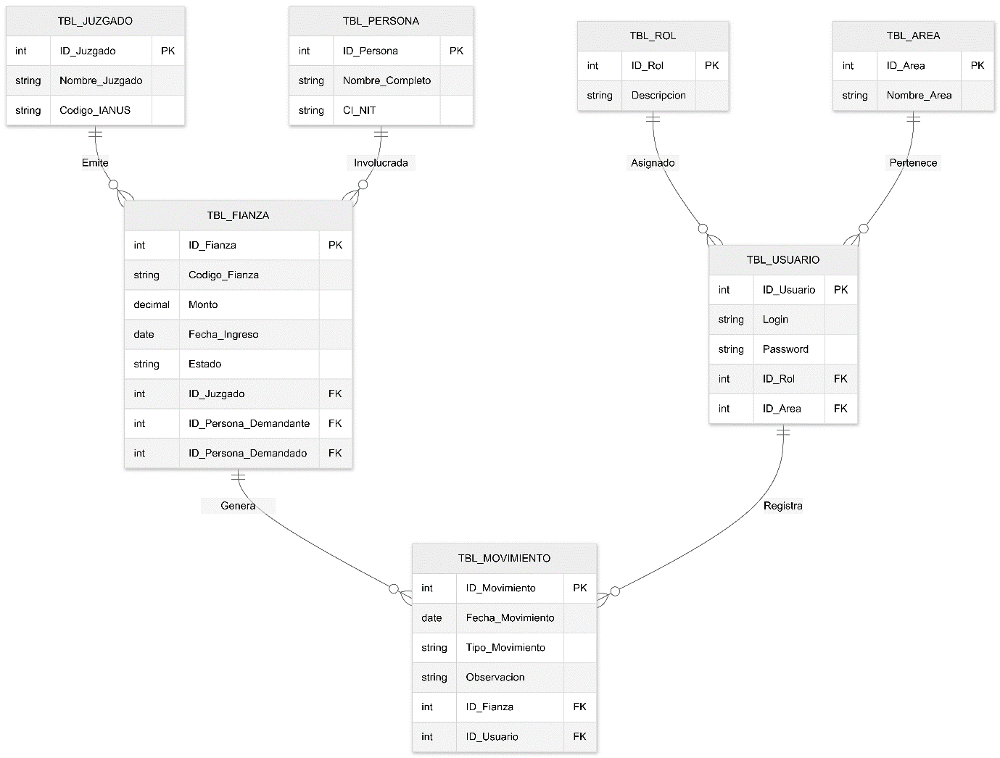 TBL_JUZGADO
int ID_Juzgado PK
string Nombre_Juzgado
string Codigo_IANUS
TBL_PERSONA
int ID_Persona PK
string Nombre_Completo
string CI_NIT
TBL_ROL
int ID_Rol PK
string Descripcion
TBL_AREA
int ID_Area PK
string Nombre_Area
Emite
Involucrada
Asignado
Pertenece
TBL_FIANZA
int ID_Fianza PK
string Codigo_Fianza
decimal Monto
date Fecha_Ingreso
string Estado
int ID_Juzgado FK
int ID_Persona_Demandante FK
int ID_Persona_Demandado FK
TBL_USUARIO
int ID_Usuario PK
string Login
string Password
int ID_Rol FK
int ID_Area FK
Genera
Registra
TBL_MOVIMIENTO
int ID_Movimiento PK
date Fecha_Movimiento
string Tipo_Movimiento
string Observacion
int ID_Fianza FK
int ID_Usuario FK